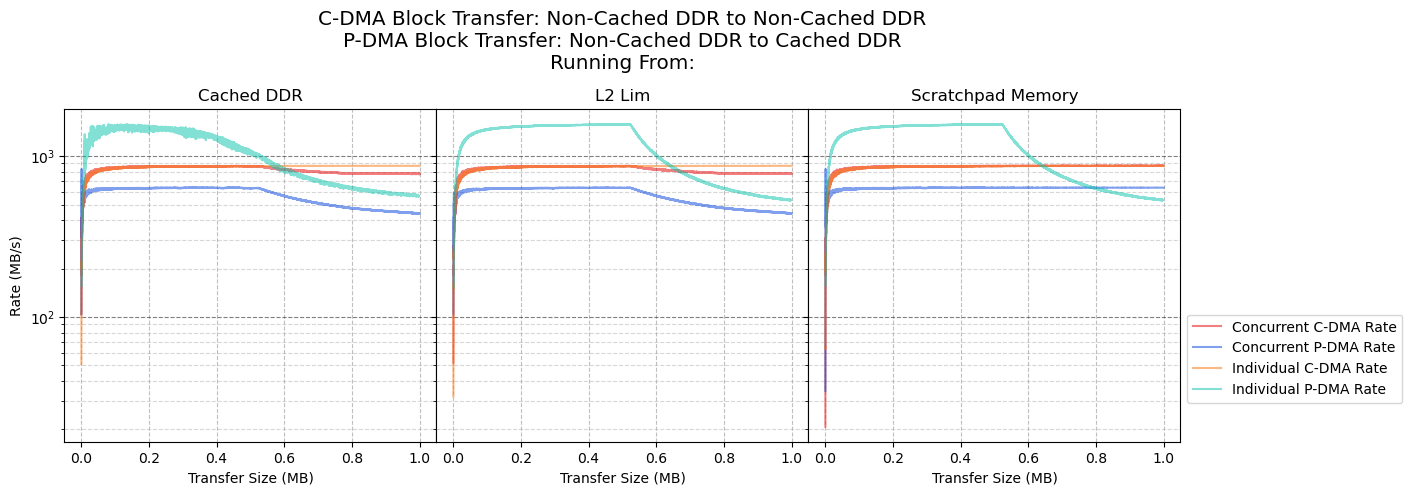 C-DMA Block Transfer: Non-Cached DDR to Non-Cached DDR
P-DMA Block Transfer: Non-Cached DDR to Cached DDR
Running From:
Cached DDR
L2 Lim
Scratchpad Memory
Rate (MB/s)
10³
10²
0.0 0.2 0.4 0.6 0.8 1.0
0.0 0.2 0.4 0.6 0.8 1.0
0.0 0.2 0.4 0.6 0.8 1.0
Transfer Size (MB)
Transfer Size (MB)
Transfer Size (MB)
Concurrent C-DMA Rate
Concurrent P-DMA Rate
Individual C-DMA Rate
Individual P-DMA Rate